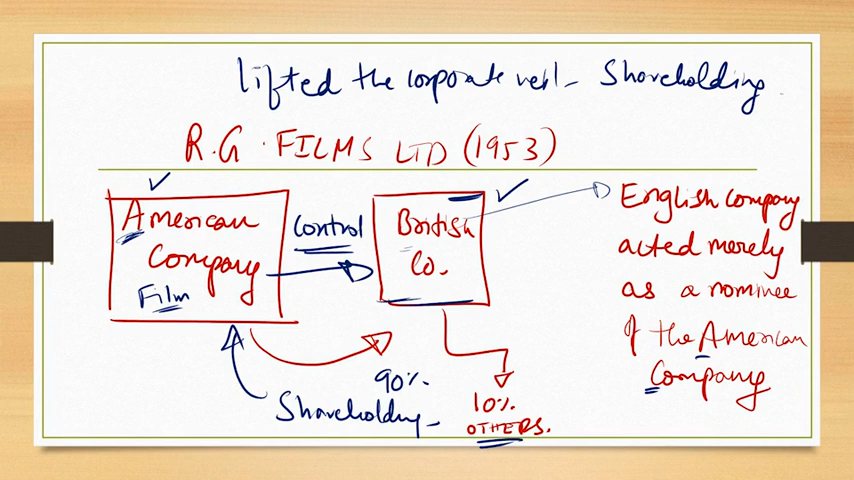 lifted the corporate veil - Shareholding
R.G. FILMS LTD (1953)
American
Company
Film
Control
British
Co.
English Company
acted merely
as a nominee
of the American
Company
90%
Shareholding
10%
OTHERS.